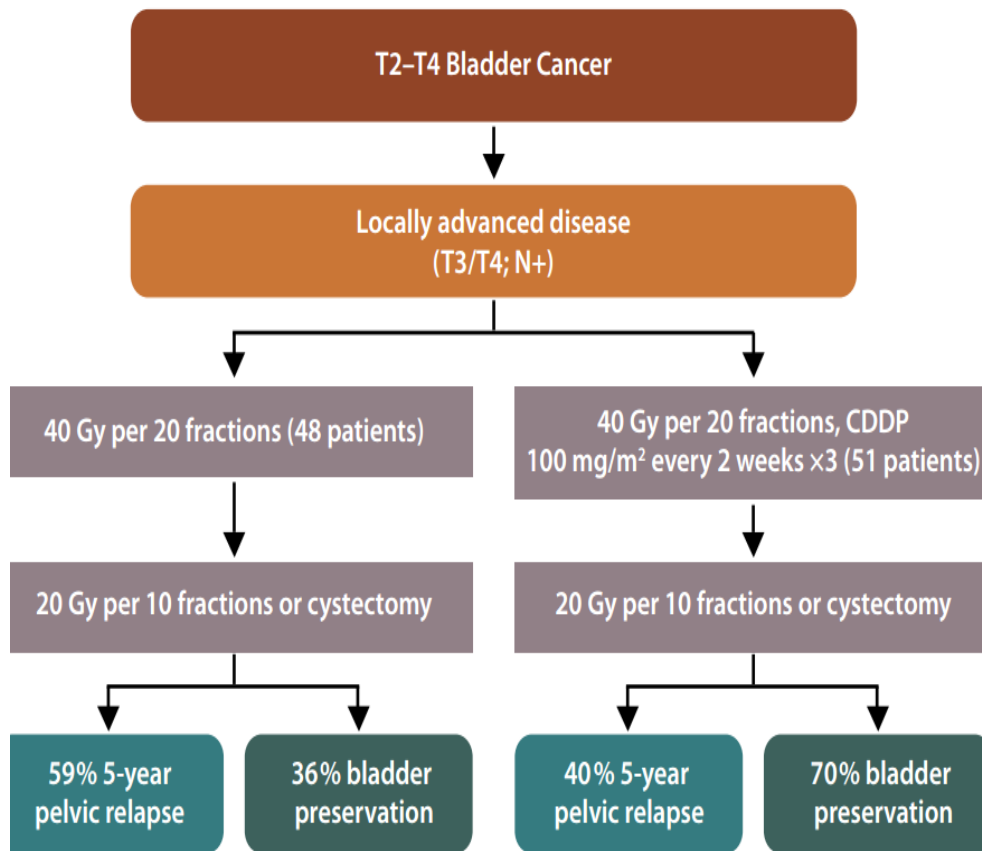 T2–T4 Bladder Cancer
Locally advanced disease
(T3/T4; N+)
40 Gy per 20 fractions (48 patients)
40 Gy per 20 fractions, CDDP
100 mg/m² every 2 weeks ×3 (51 patients)
20 Gy per 10 fractions or cystectomy
20 Gy per 10 fractions or cystectomy
59% 5-year
pelvic relapse
36% bladder
preservation
40% 5-year
pelvic relapse
70% bladder
preservation